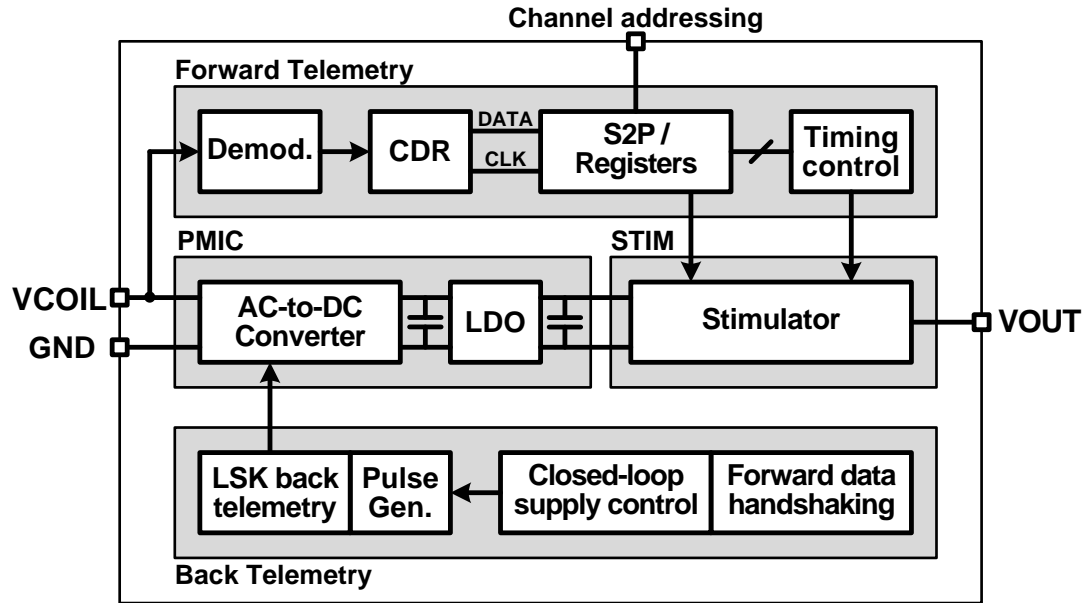 Channel addressing
Forward Telemetry
Demod.
CDR
DATA
CLK
S2P /
Registers
Timing
control
PMIC
STIM
VCOIL
GND
AC-to-DC
Converter
LDO
Stimulator
VOUT
LSK back
telemetry
Pulse
Gen.
Closed-loop
supply control
Forward data
handshaking
Back Telemetry